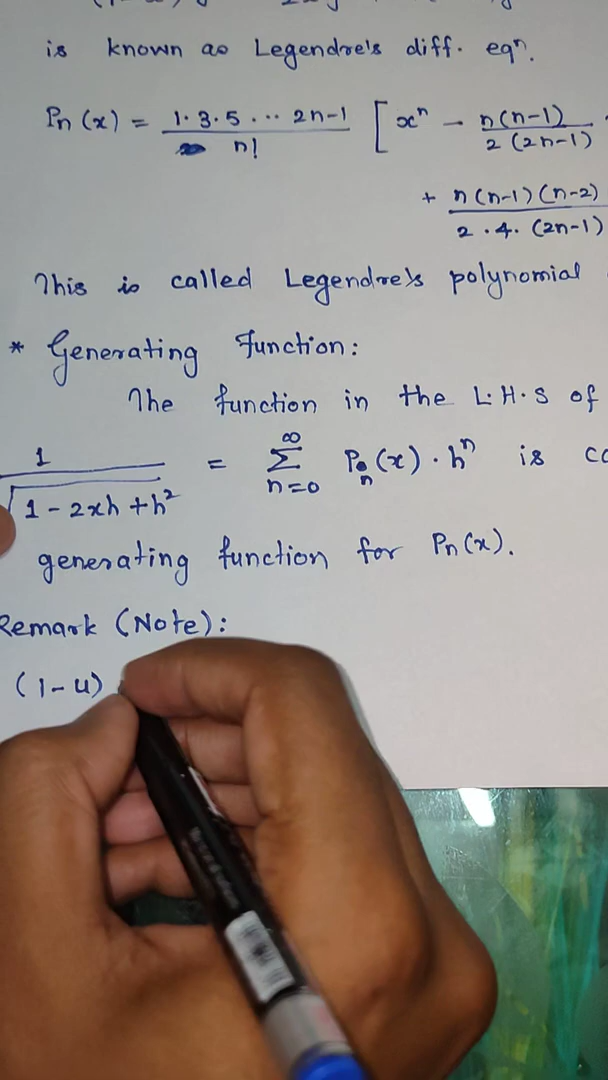 is known as Legendre's diff. eqⁿ.
Pn (x) = 1·3·5 ... 2n-1 / n! [ xⁿ - n(n-1) / 2 (2n-1)
+ n(n-1)(n-2) / 2·4·(2n-1)
This is called Legendre's polynomial
* Generating Function:
The function in the L.H.S of
1 / √(1-2xh+h²) = ∞ Σ n=0 Pn(x)·hⁿ is
generating function for Pn(x).
Remark (Note):
(1-u)